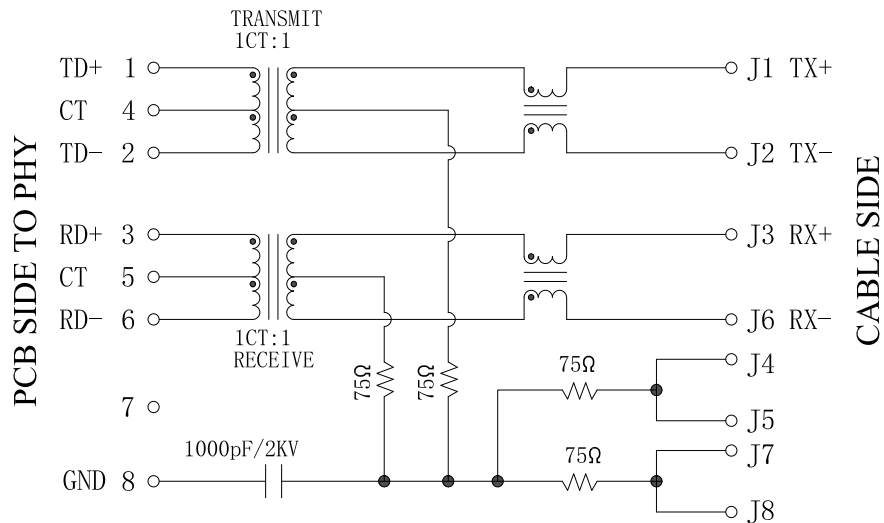 TRANSMIT
1CT:1
TD+ 1
CT 4
TD- 2
J1 TX+
J2 TX-
RD+ 3
CT 5
RD- 6
J3 RX+
J6 RX-
1CT:1
RECEIVE
PCB SIDE TO PHY
CABLE SIDE
75Ω
75Ω
75Ω
J4
J5
7
1000pF/2KV
GND 8
75Ω
J7
J8